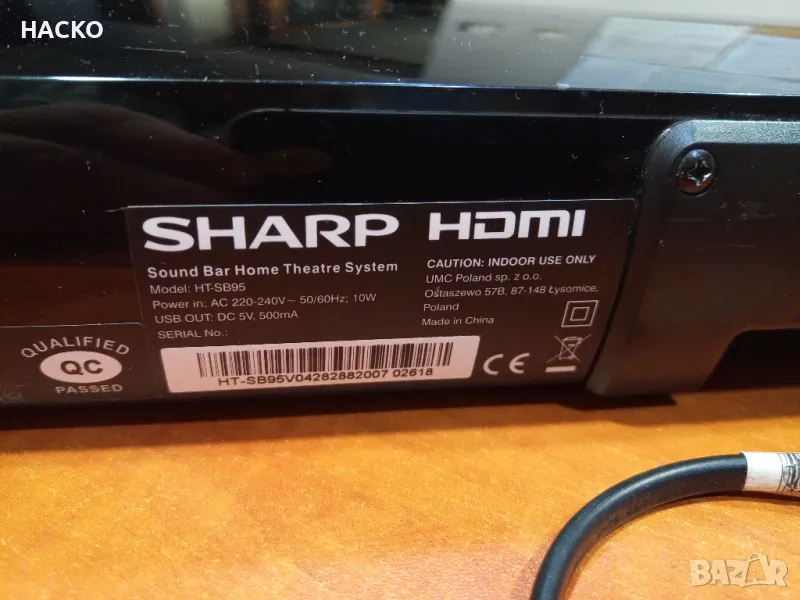 HACKO
SHARP HDMI
Sound Bar Home Theatre System
Model: HT-SB95
Power in: AC 220-240V~ 50/60Hz; 10W
USB OUT: DC 5V, 500mA
SERIAL No.:
HT-SB95V04282882007 02618
CAUTION: INDOOR USE ONLY
UMC Poland sp. z o.o.
Ostaszewo 57B, 87-148 Łysomice,
Poland
Made in China
CE
QUALIFIED
QC
PASSED
BAZAR